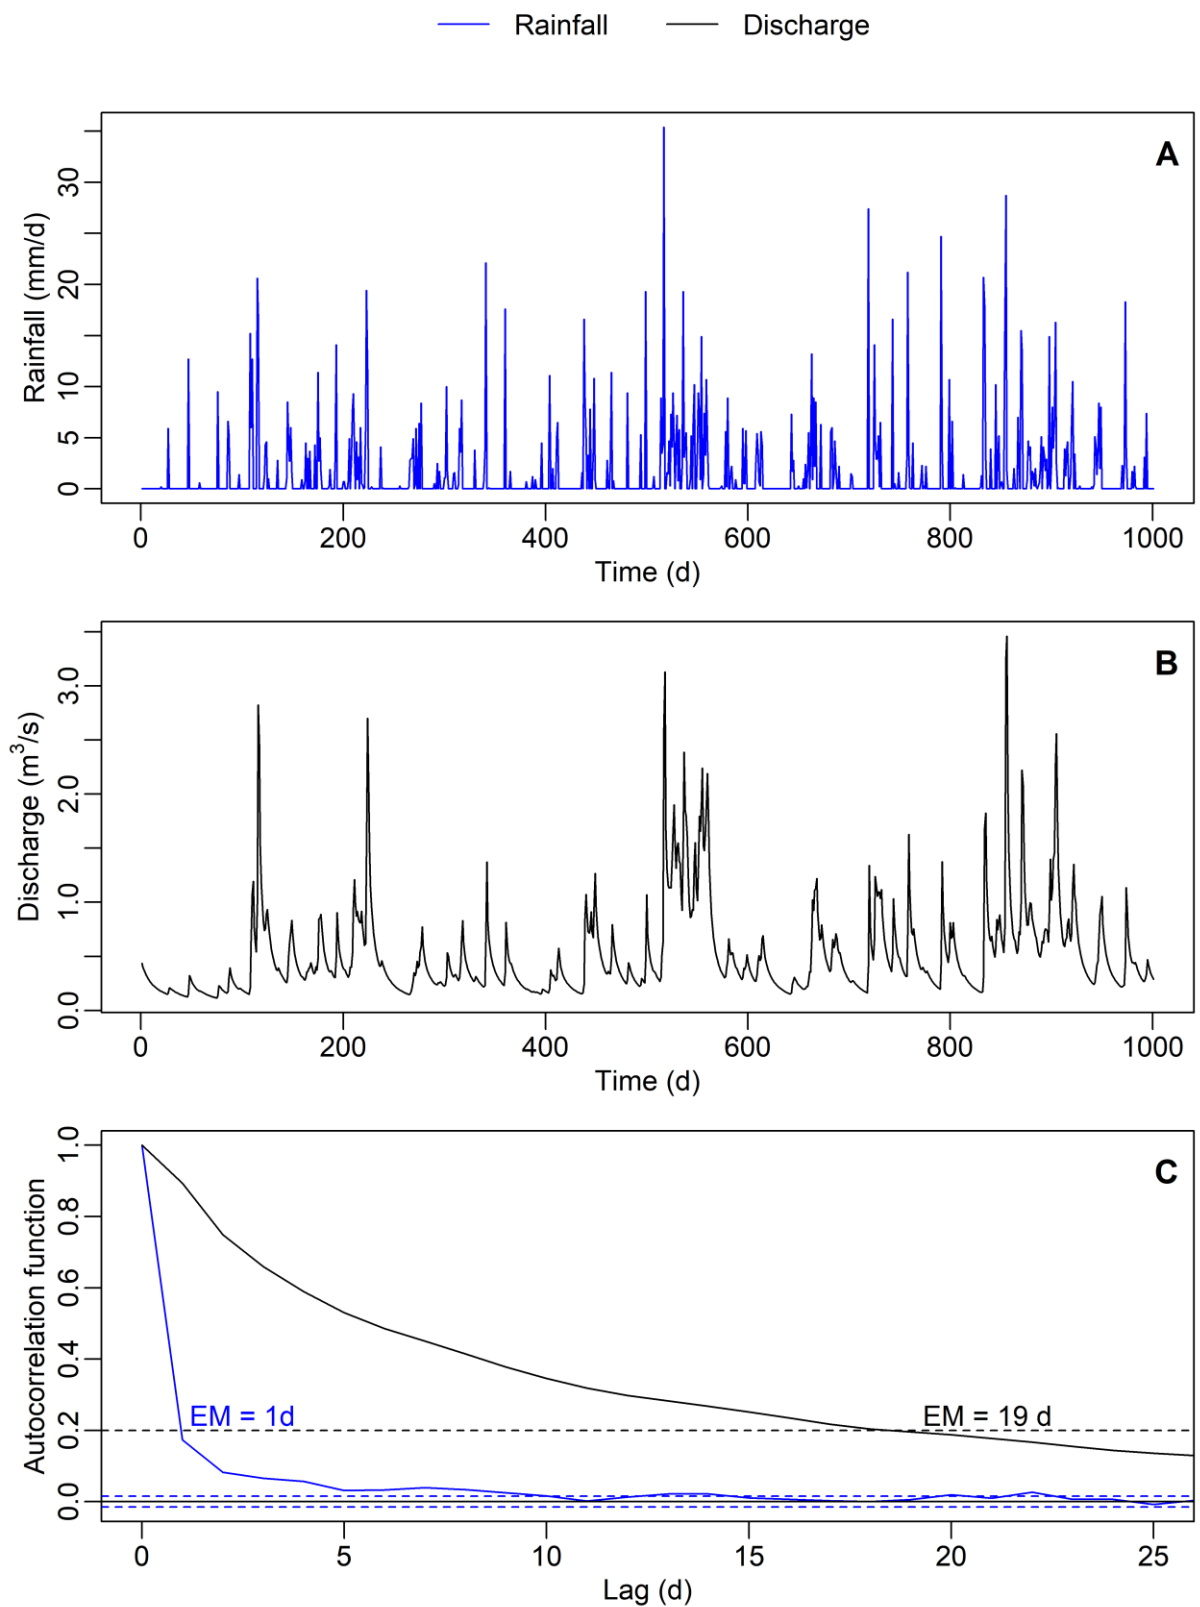 Rainfall Discharge
A
Rainfall (mm/d)
30
20
10
5
0
0 200 400 600 800 1000
Time (d)
B
Discharge (m³/s)
3.0
2.0
1.0
0.0
0 200 400 600 800 1000
Time (d)
C
Autocorrelation function
1.0
0.8
0.6
0.4
0.2
0.0
EM = 1d
EM = 19 d
0 5 10 15 20 25
Lag (d)